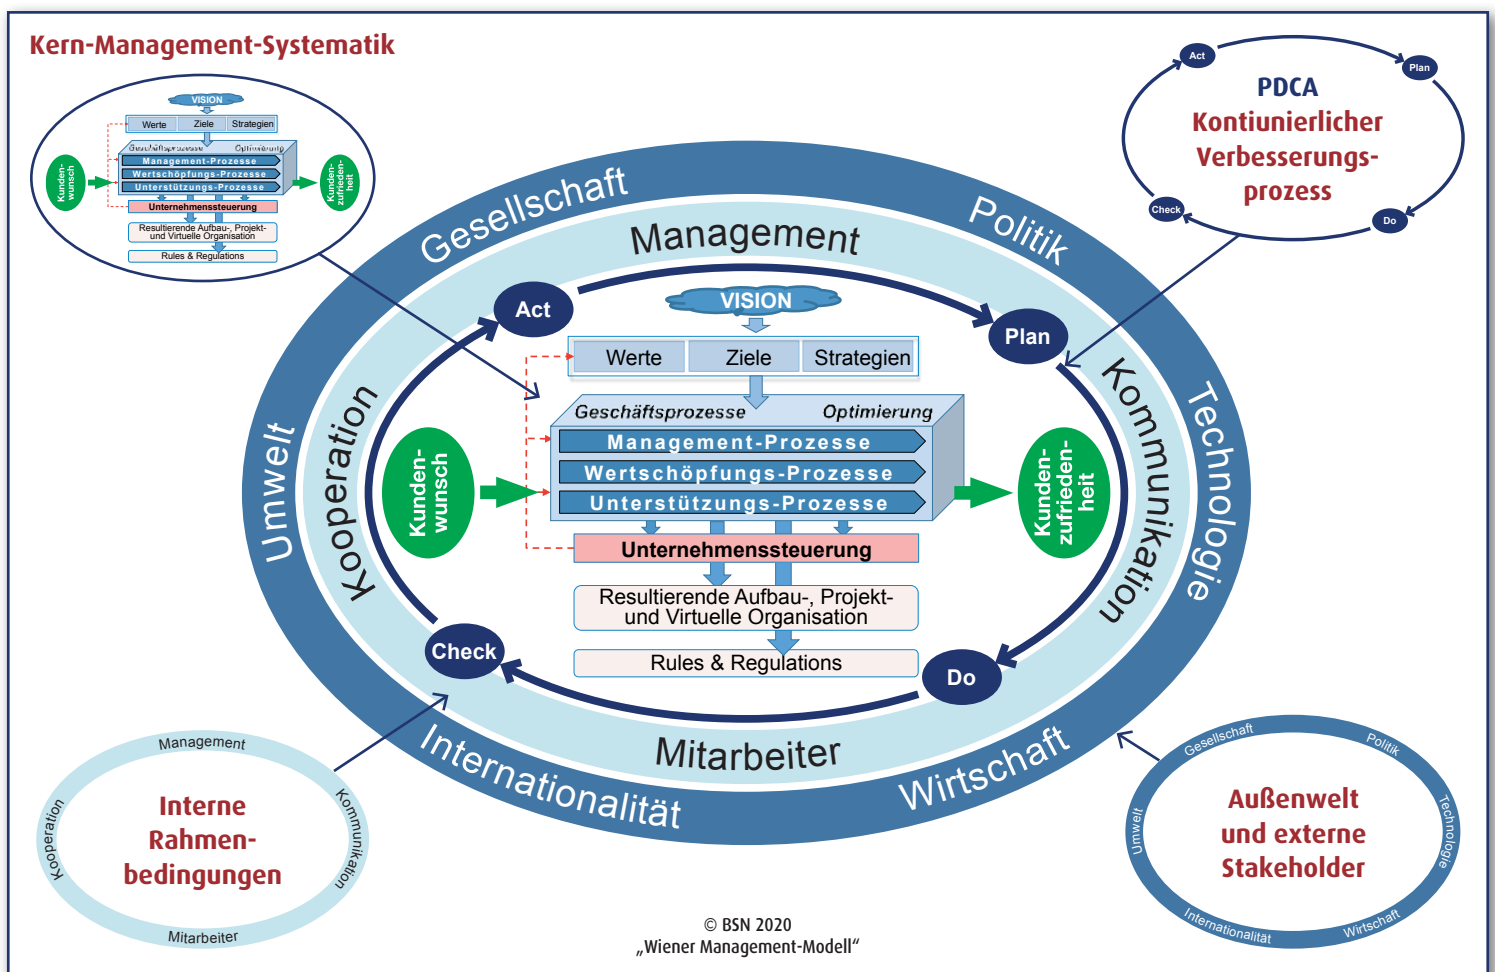 Kern-Management-Systematik
VISION
Werte Ziele Strategien
Geschäftsprozesse Optimierung
Management-Prozesse
Wertschöpfungs-Prozesse
Unterstützungs-Prozesse
Kunden-
wunsch
Kunden-
zufrieden-
heit
Unternehmenssteuerung
Resultierende Aufbau-, Projekt-
und Virtuelle Organisation
Rules & Regulations
Act
Plan
PDCA
Kontiunierlicher
Verbesserungs-
prozess
Check
Do
Gesellschaft
Politik
Technologie
Wirtschaft
Internationalität
Umwelt
Management
Kommunikation
Mitarbeiter
Kooperation
Act
Plan
Do
Check
VISION
Werte Ziele Strategien
Geschäftsprozesse Optimierung
Management-Prozesse
Wertschöpfungs-Prozesse
Unterstützungs-Prozesse
Kunden-
wunsch
Kunden-
zufrieden-
heit
Unternehmenssteuerung
Resultierende Aufbau-, Projekt-
und Virtuelle Organisation
Rules & Regulations
Management
Kooperation
Kommunikation
Mitarbeiter
Interne
Rahmen-
bedingungen
Gesellschaft
Politik
Umwelt
Technologie
Internationalität
Wirtschaft
Außenwelt
und externe
Stakeholder
© BSN 2020
„Wiener Management-Modell“